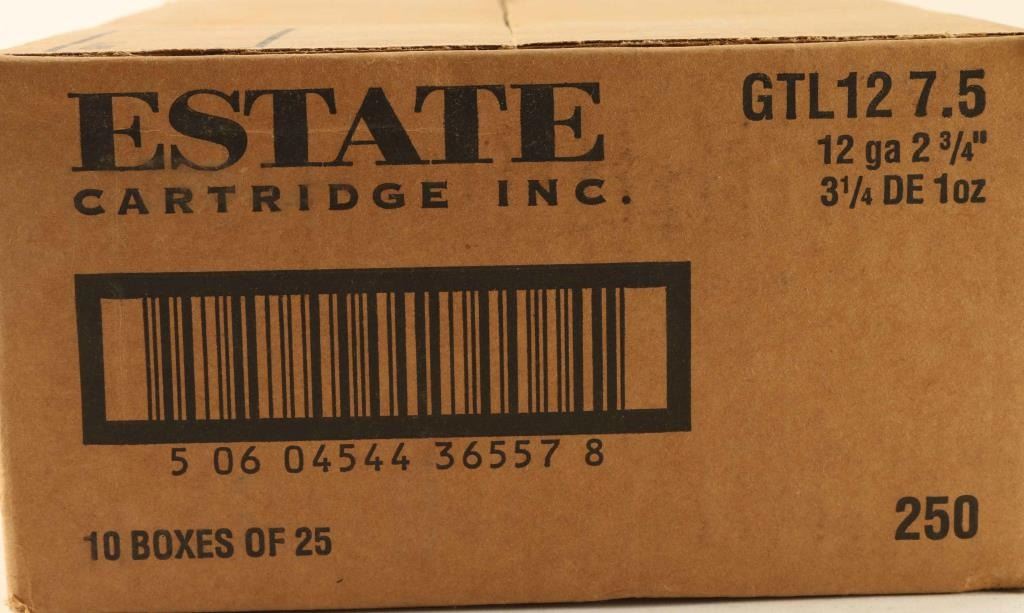 ESTATE
CARTRIDGE INC.
GTL12 7.5
12 ga 2 3/4"
3 1/4 DE 1oz
5 06 04544 36557 8
10 BOXES OF 25
250